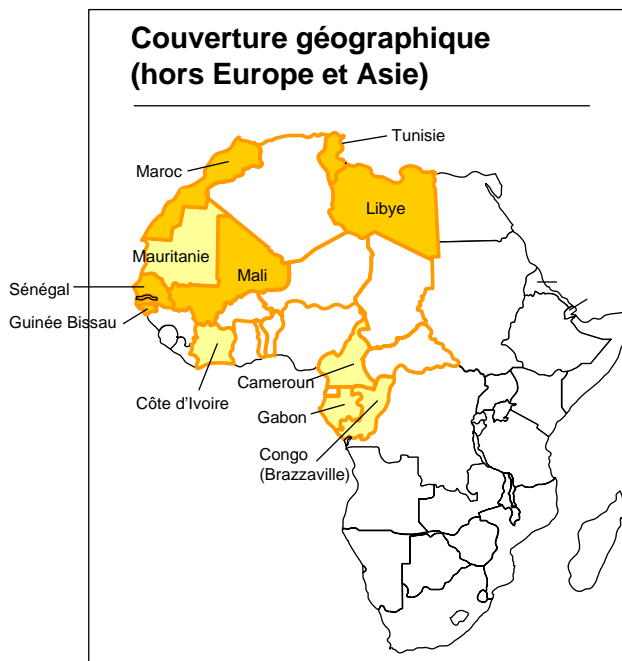 Couverture géographique
(hors Europe et Asie)
Tunisie
Maroc
Libye
Mauritanie
Mali
Sénégal
Guinée Bissau
Cameroun
Côte d'Ivoire
Gabon
Congo
(Brazzaville)